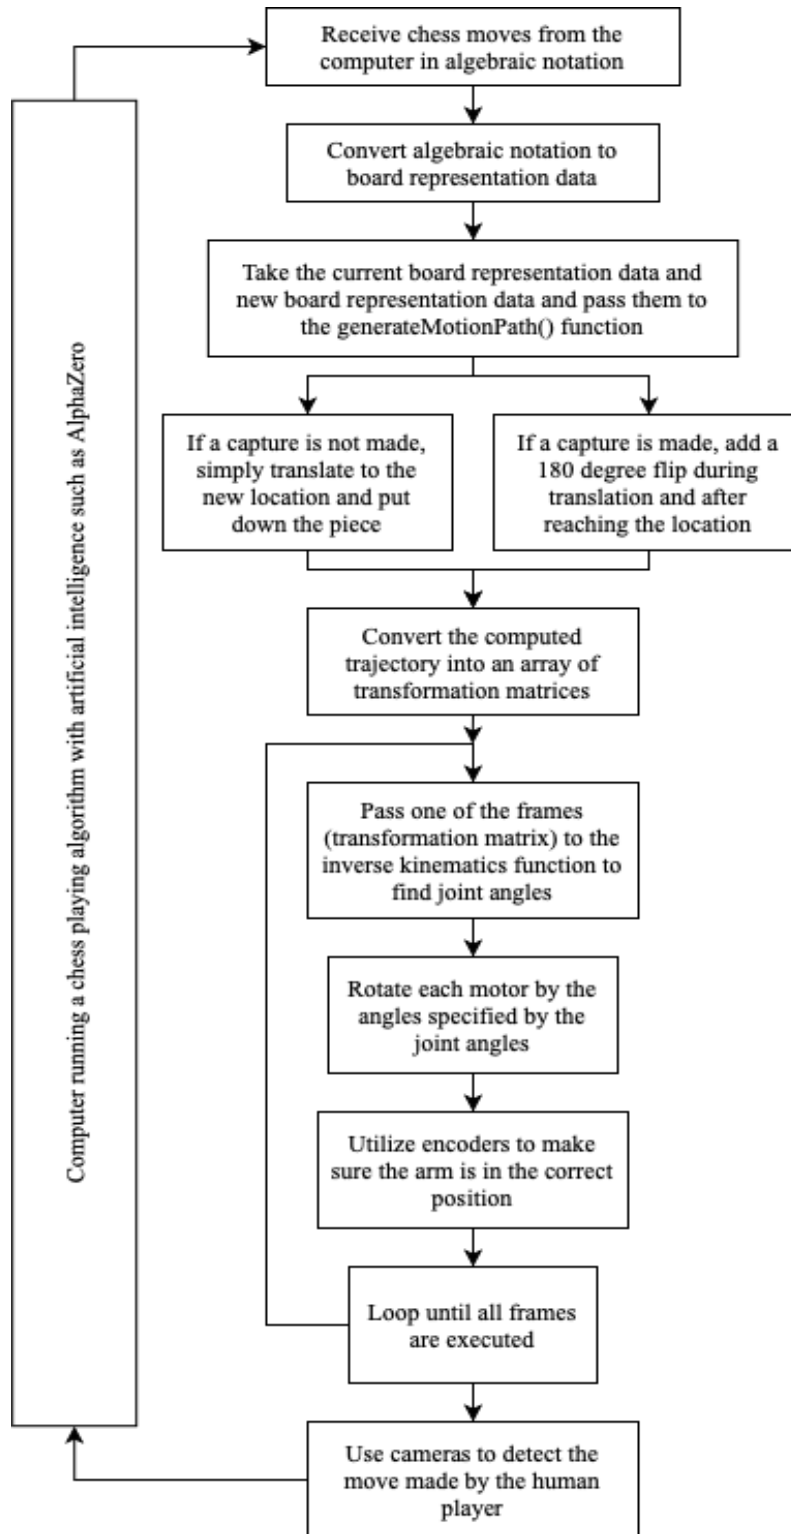 Receive chess moves from the
computer in algebraic notation
Convert algebraic notation to
board representation data
Take the current board representation data and
new board representation data and pass them to
the generateMotionPath() function
If a capture is not made,
simply translate to the
new location and put
down the piece
If a capture is made, add a
180 degree flip during
translation and after
reaching the location
Convert the computed
trajectory into an array of
transformation matrices
Pass one of the frames
(transformation matrix) to the
inverse kinematics function to
find joint angles
Rotate each motor by the
angles specified by the
joint angles
Utilize encoders to make
sure the arm is in the correct
position
Loop until all frames
are executed
Use cameras to detect the
move made by the human
player
Computer running a chess playing algorithm with artificial intelligence such as AlphaZero